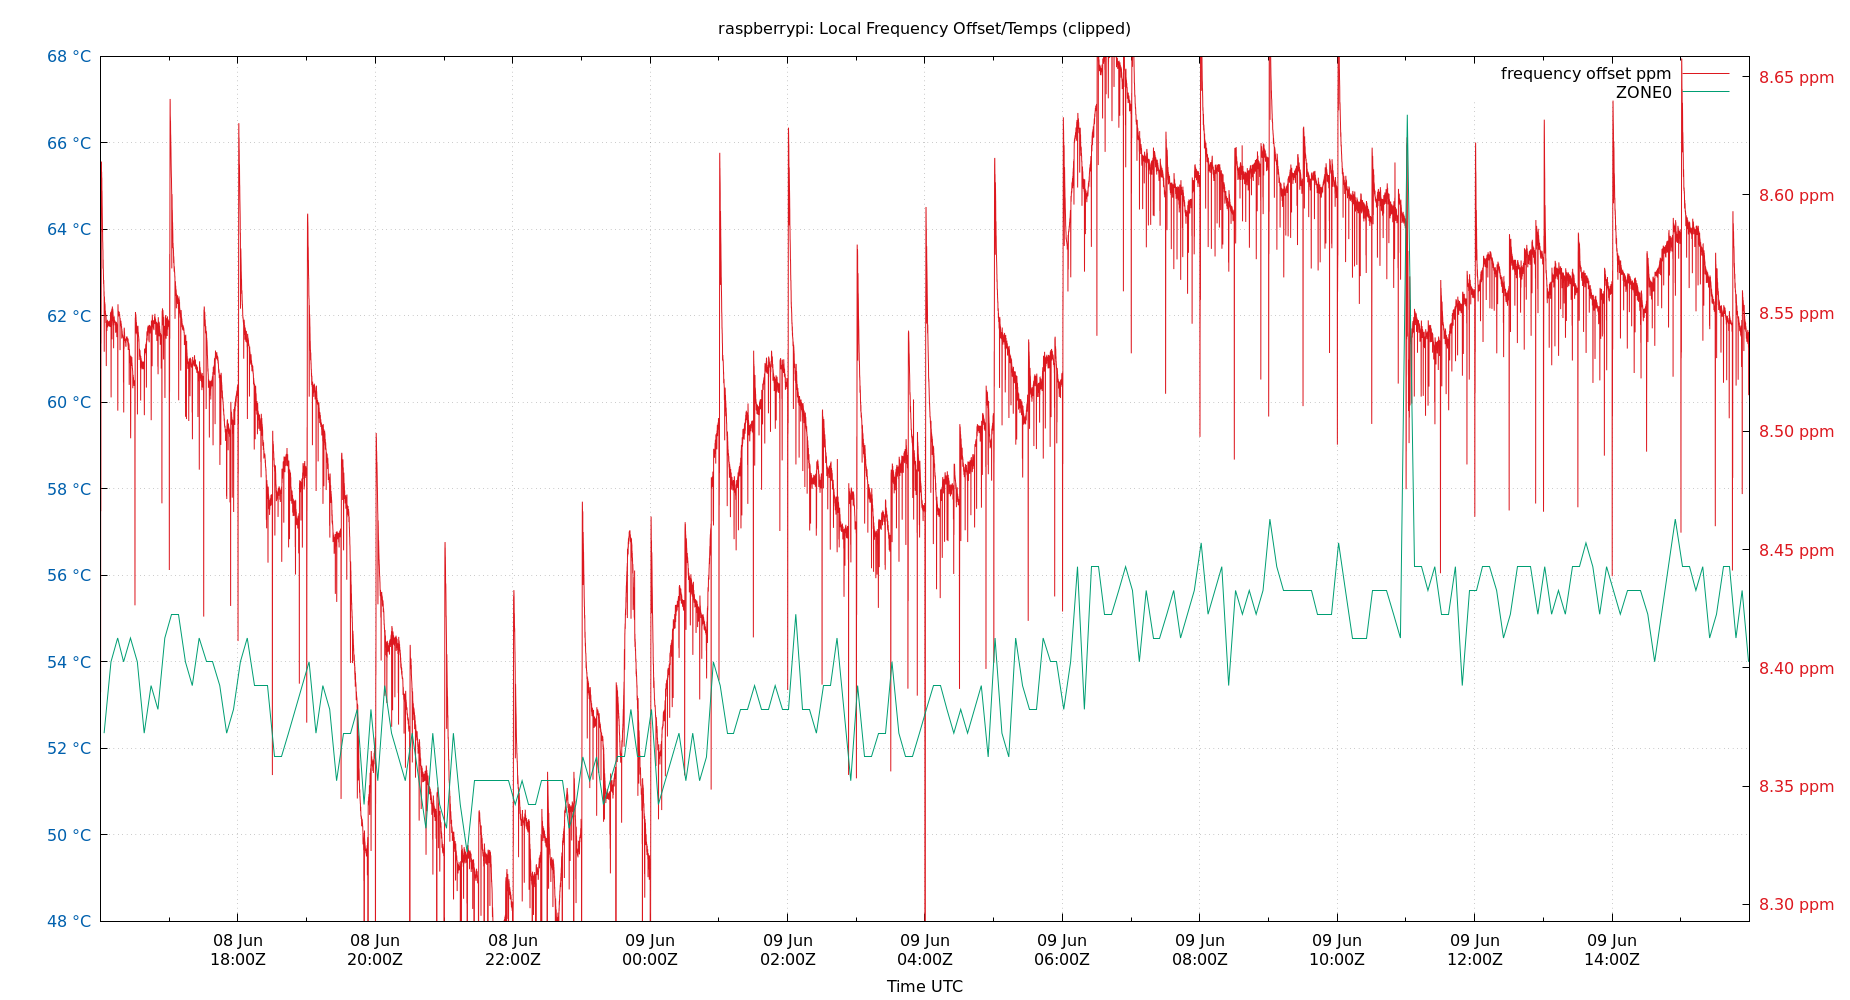 raspberrypi: Local Frequency Offset/Temps (clipped)
68 °C
66 °C
64 °C
62 °C
60 °C
58 °C
56 °C
54 °C
52 °C
50 °C
48 °C
frequency offset ppm
ZONE0
8.65 ppm
8.60 ppm
8.55 ppm
8.50 ppm
8.45 ppm
8.40 ppm
8.35 ppm
8.30 ppm
08 Jun
18:00Z
08 Jun
20:00Z
08 Jun
22:00Z
09 Jun
00:00Z
09 Jun
02:00Z
09 Jun
04:00Z
09 Jun
06:00Z
09 Jun
08:00Z
09 Jun
10:00Z
09 Jun
12:00Z
09 Jun
14:00Z
Time UTC